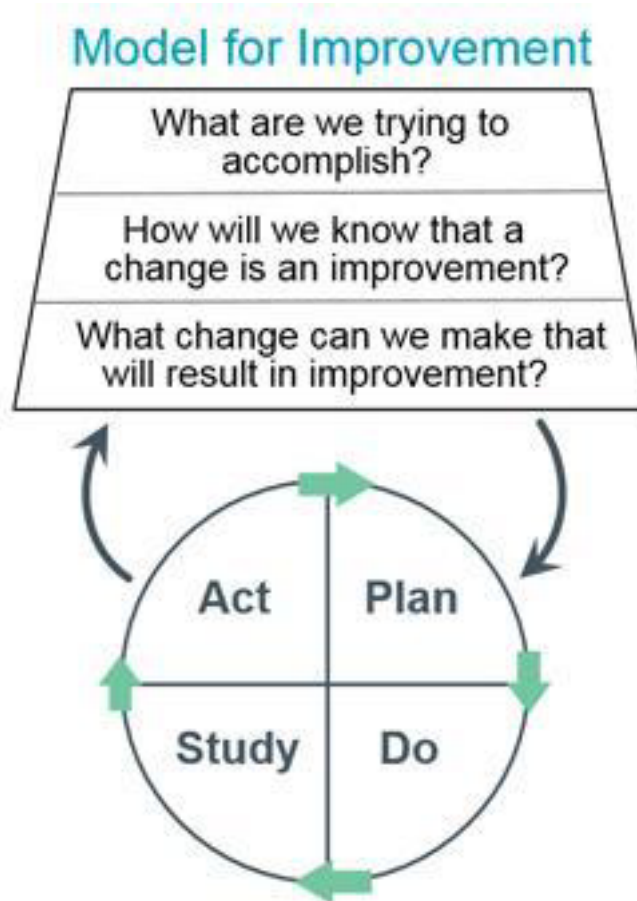 Model for Improvement
What are we trying to
accomplish?
How will we know that a
change is an improvement?
What change can we make that
will result in improvement?
Act
Plan
Study
Do